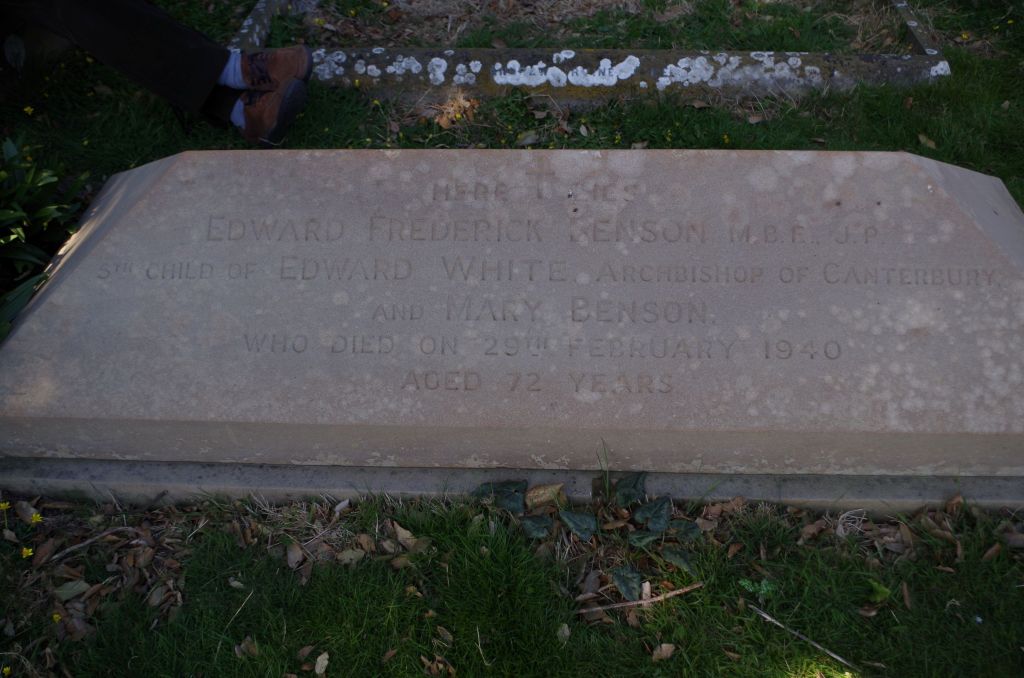 HERE LIES
EDWARD FREDERICK BENSON M.B.E., J.P.
5TH CHILD OF EDWARD WHITE ARCHBISHOP OF CANTERBURY,
AND MARY BENSON.
WHO DIED ON 29TH FEBRUARY 1940
AGED 72 YEARS